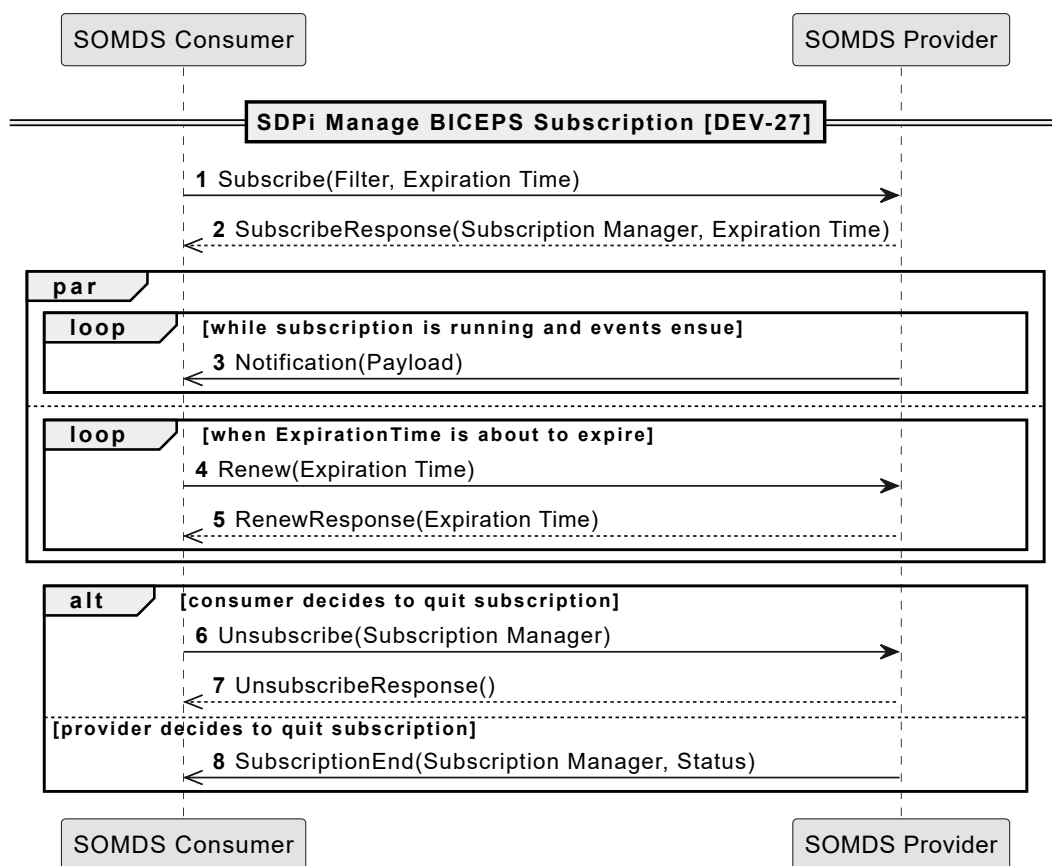 SOMDS Consumer
SOMDS Provider
SDPi Manage BICEPS Subscription [DEV-27]
1 Subscribe(Filter, Expiration Time)
2 SubscribeResponse(Subscription Manager, Expiration Time)
par
loop [while subscription is running and events ensue]
3 Notification(Payload)
loop [when ExpirationTime is about to expire]
4 Renew(Expiration Time)
5 RenewResponse(Expiration Time)
alt [consumer decides to quit subscription]
6 Unsubscribe(Subscription Manager)
7 UnsubscribeResponse()
[provider decides to quit subscription]
8 SubscriptionEnd(Subscription Manager, Status)
SOMDS Consumer
SOMDS Provider